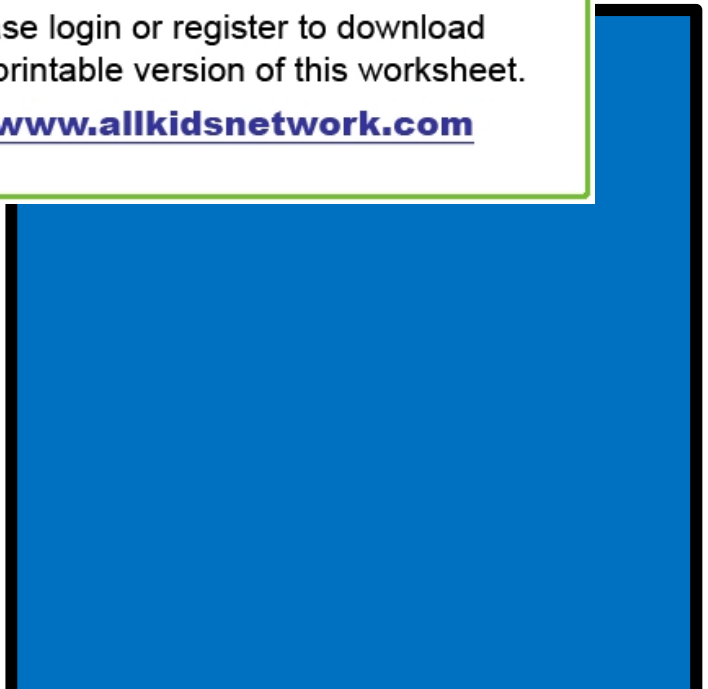 se login or register to download
printable version of this worksheet.
www.allkidsnetwork.com